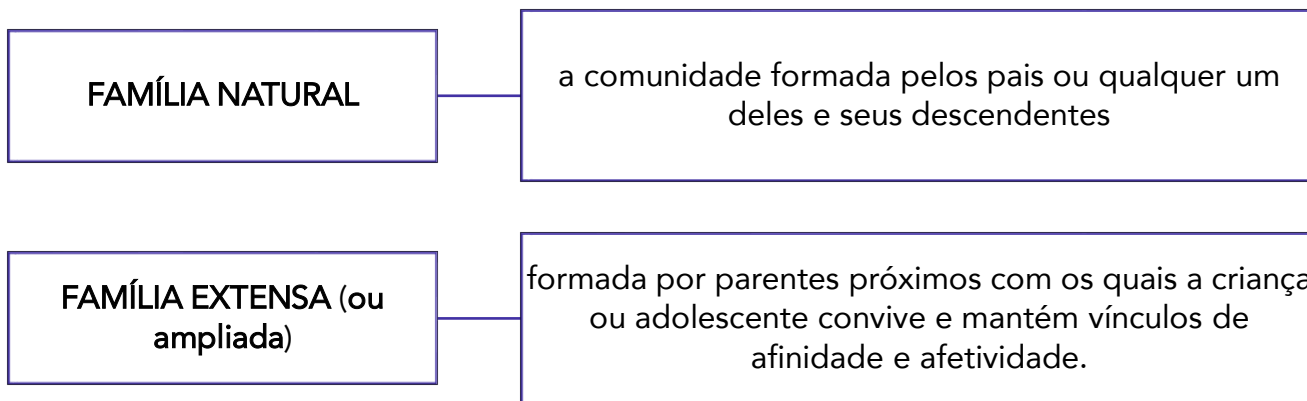 FAMÍLIA NATURAL
a comunidade formada pelos pais ou qualquer um
deles e seus descendentes
FAMÍLIA EXTENSA (ou
ampliada)
formada por parentes próximos com os quais a criança
ou adolescente convive e mantém vínculos de
afinidade e afetividade.